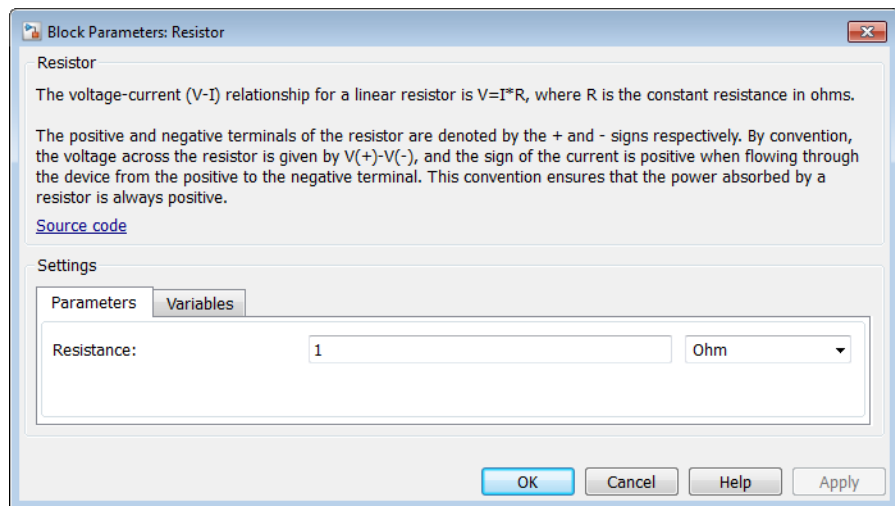 Block Parameters: Resistor
Resistor
The voltage-current (V-I) relationship for a linear resistor is V=I*R, where R is the constant resistance in ohms.
The positive and negative terminals of the resistor are denoted by the + and - signs respectively. By convention,
the voltage across the resistor is given by V(+)-V(-), and the sign of the current is positive when flowing through
the device from the positive to the negative terminal. This convention ensures that the power absorbed by a
resistor is always positive.
Source code
Settings
Parameters Variables
Resistance: 1 Ohm
OK Cancel Help Apply